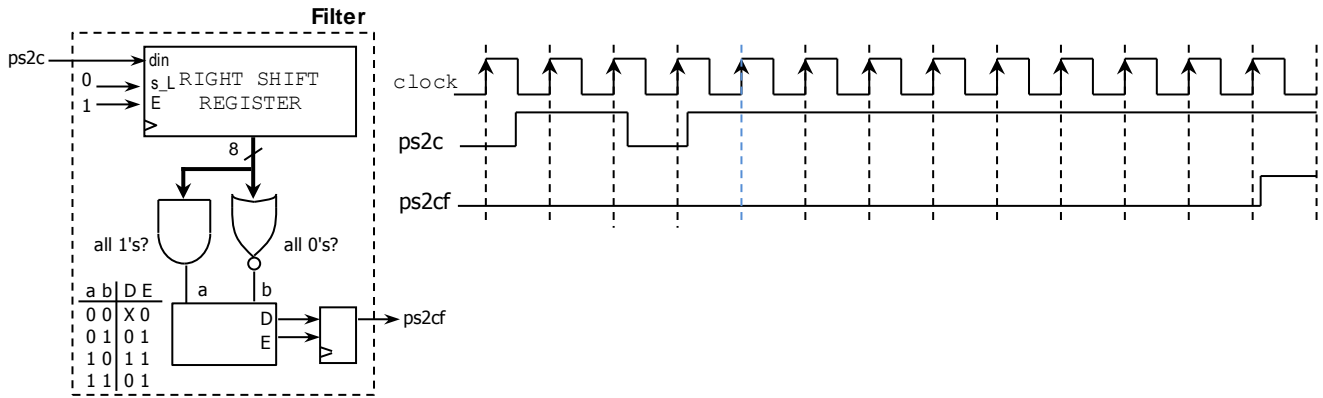 Filter
ps2c
din
0
s_L
RIGHT SHIFT
1
E
REGISTER
8
all 1's?
all 0's?
a b D E
a
b
0 0 X 0
0 1 0 1
1 0 1 1
1 1 0 1
D
E
ps2cf
clock
ps2c
ps2cf